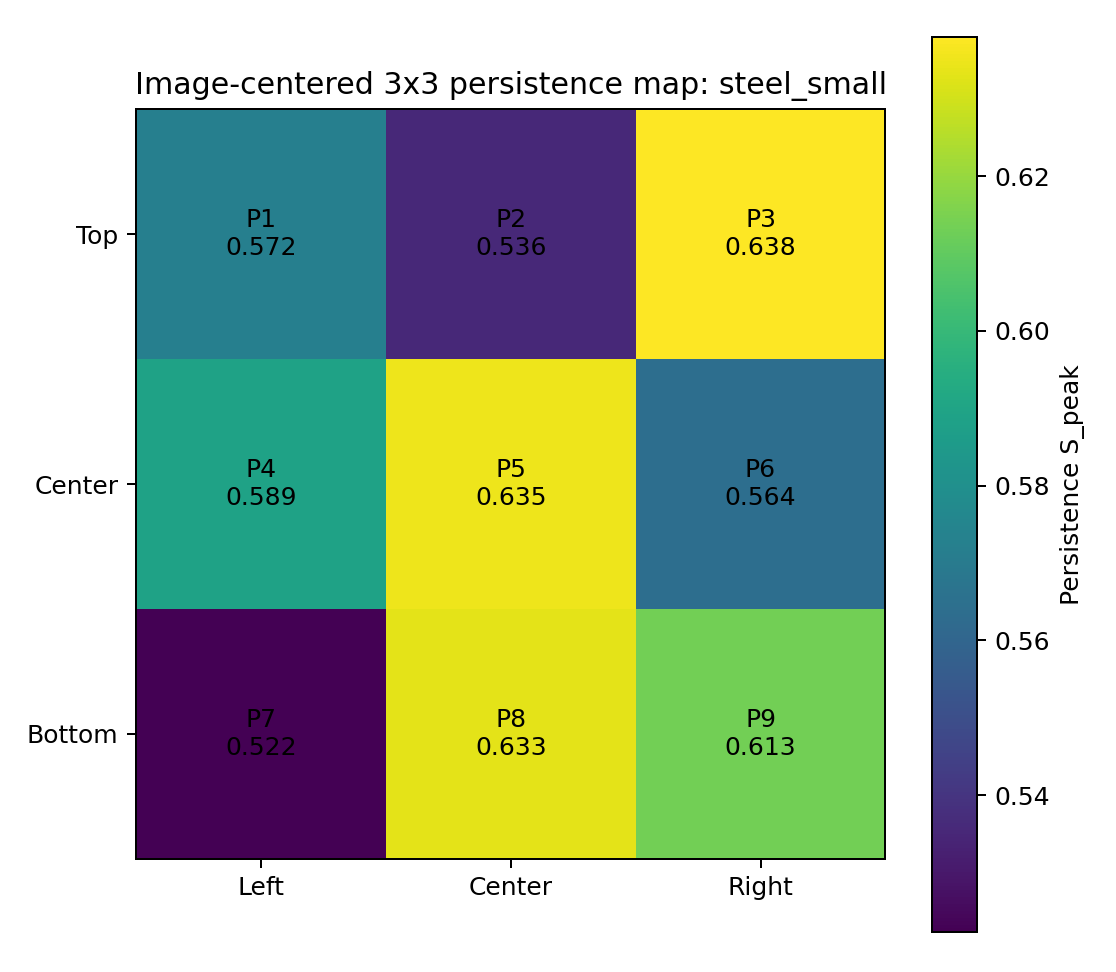 Image-centered 3x3 persistence map: steel_small
Top
P1
0.572
P2
0.536
P3
0.638
Center
P4
0.589
P5
0.635
P6
0.564
Bottom
P7
0.522
P8
0.633
P9
0.613
Left
Center
Right
0.62
0.60
0.58
0.56
0.54
Persistence S_peak